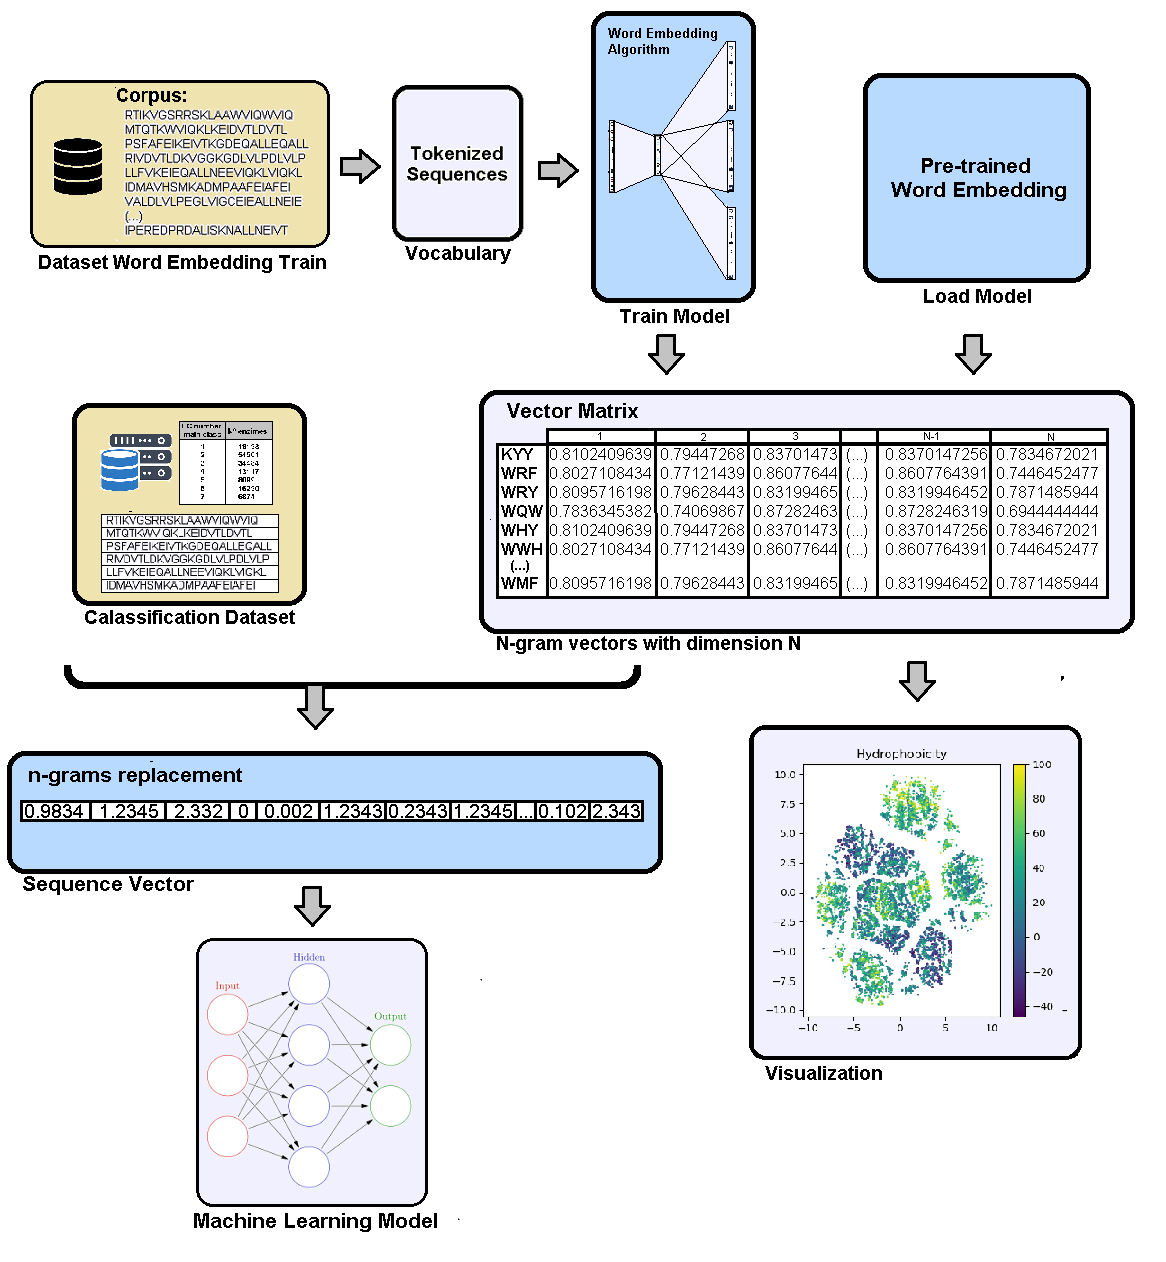 Corpus:
RTIKVGSRRSKLAAWVIQWVIQ
MTQTKWVIQKLKEIDVTLDVTL
PSFAFEIKEIVTKGDEQALLEQALL
RIVDVTLDKVGGKGDLVLPDLVLP
LLFVKEIEQALLNEEVIQKLVIQKL
IDMAVHSMKADMPAAFEIAFEI
VALDLVLPEGLVIGCEIEALLNEIE
(...)
IPEREDPRDALISKNALLNEIVT
Dataset Word Embedding Train
Tokenized
Sequences
Vocabulary
Word Embedding
Algorithm
Train Model
Pre-trained
Word Embedding
Load Model
main class
RTIKVGSRRSKLAAWVIQWVIQ
MTQTKWVIQKLKEIDVTLDVTL
PSFAFEIKEIVTKGDEQALLEQALL
RIVDVTLDKVGGKGDLVLPDLVLP
LLFVKEIEQALLNEEVIQKLVIQKL
IDMAVHSMKADMPAAFEIAFEI
Calassification Dataset
Vector Matrix
1 2 3 N-1 N
KYY 0.8102409639 0.79447268 0.83701473 (...) 0.8370147256 0.7834672021
WRF 0.8027108434 0.77121439 0.86077644 (...) 0.8607764391 0.7446452477
WRY 0.8095716198 0.79628443 0.83199465 (...) 0.8319946452 0.7871485944
WQW 0.7836345382 0.74069867 0.87282463 (...) 0.8728246319 0.6944444444
WHY 0.8102409639 0.79447268 0.83701473 (...) 0.8370147256 0.7834672021
WWH 0.8027108434 0.77121439 0.86077644 (...) 0.8607764391 0.7446452477
(...)
WMF 0.8095716198 0.79628443 0.83199465 (...) 0.8319946452 0.7871485944
N-gram vectors with dimension N
n-grams replacement
0.9834 1.2345 2.332 0 0.002 1.2343 0.2343 1.2345 ... 0.102 2.343
Sequence Vector
Hydrophobicity
10.0
7.5
5.0
2.5
0.0
−2.5
−5.0
−7.5
−10.0
−10 −5 0 5 10
100
80
60
40
20
0
−20
−40
Visualization
Input
Hidden
Output
Machine Learning Model